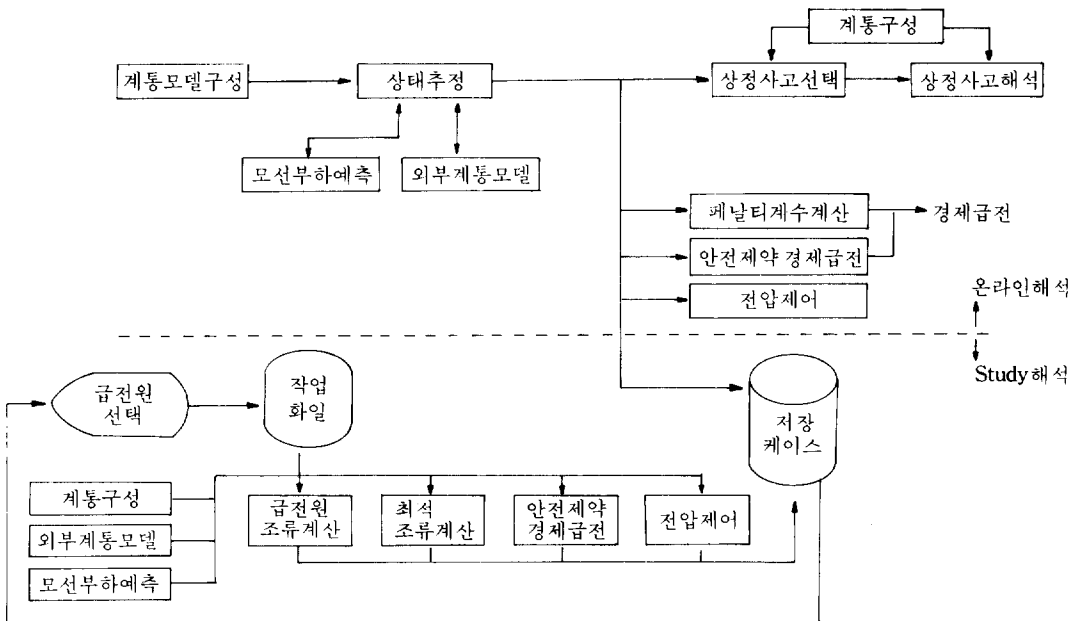 계통구성
계통모델구성
상태추정
상정사고선택
상정사고해석
모선부하예측
외부계통모델
페날티계수계산
경제급전
안전제약 경제급전
전압제어
온라인해석
Study해석
급전원
선택
작업
화일
저장
케이스
계통구성
외부계통모델
모선부하예측
급전원
조류계산
최석
조류계산
안전제약
경제급전
전압제어